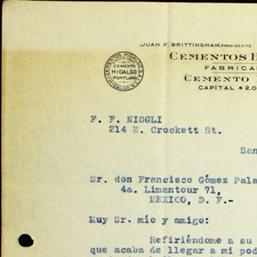 JUAN F. BRITTINGHAM, PRESIDENTE
CEMENTOS
FABRICA
CEMENTO
CAPITAL $2.0
CEMENTO
HIDALGO
PORTLAND
F. F. NIGGLI
214 E. Crockett St.
San
Sr. don Francisco Gómez Pala
4a. Limantour 71,
MEXICO, D. F.-
Muy Sr. mio y amigo:
Refiriéndome a su
que acaba de llegar a mi pod